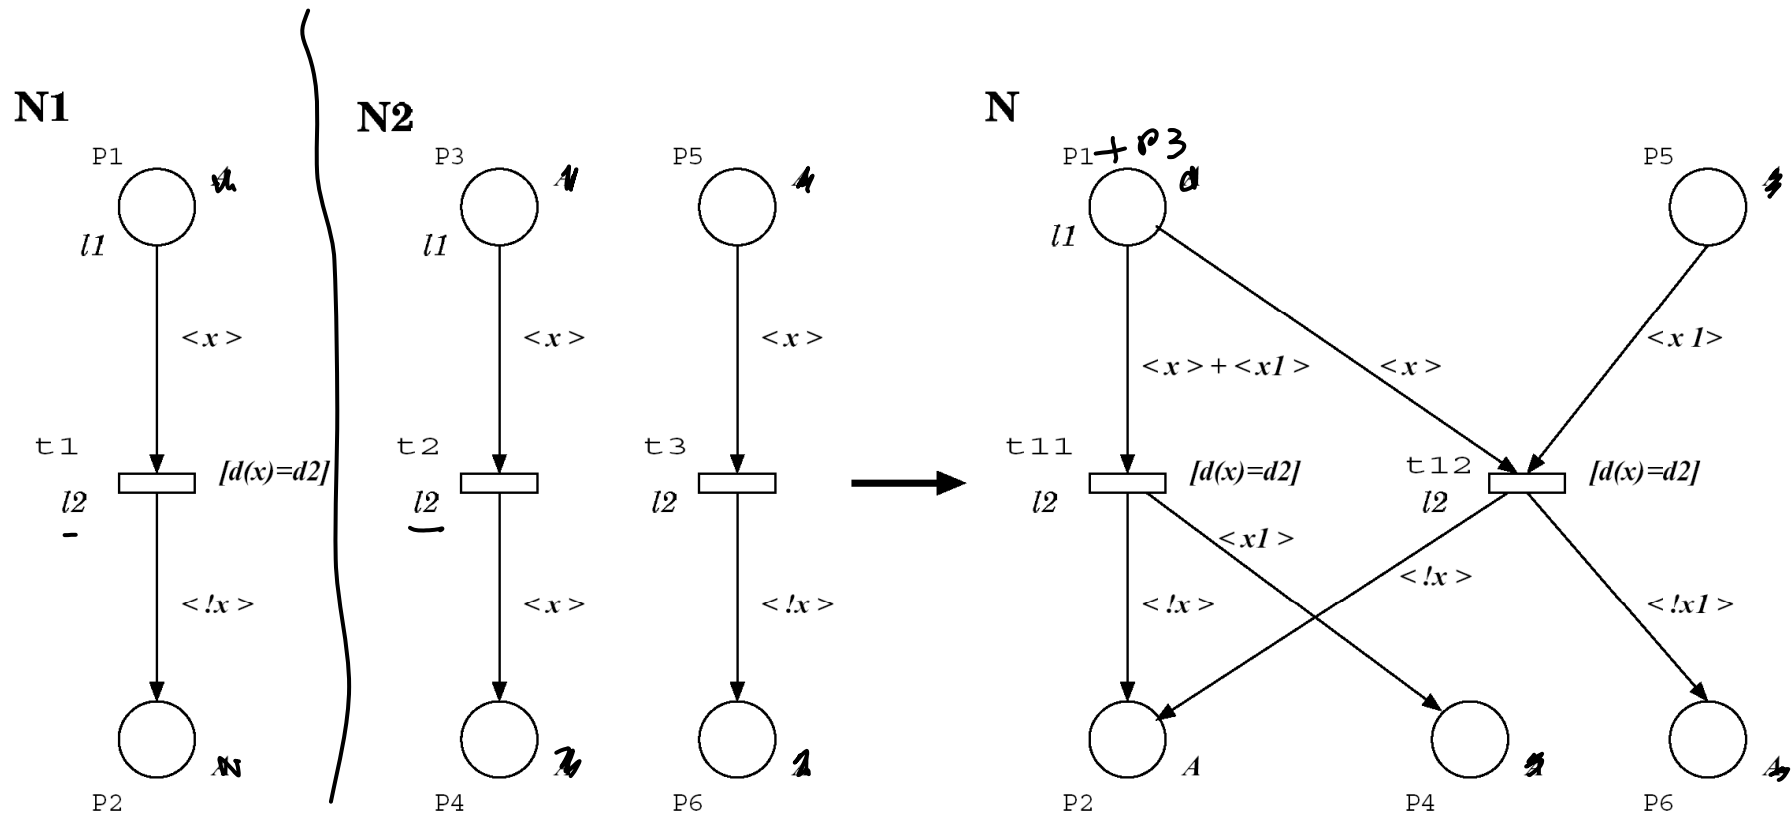 N1
N2
N
P1
P3
P5
P1 + P3
P5
l1
l1
l1
<x>
<x>
<x>
<x>+<x1>
<x>
<x1>
t1
l2
[d(x)=d2]
t2
l2
t3
l2
t11
l2
[d(x)=d2]
t12
l2
[d(x)=d2]
<x1>
<!x>
<!x>
<x>
<!x>
<!x>
<!x1>
A
P2
P4
P6
P2
P4
P6